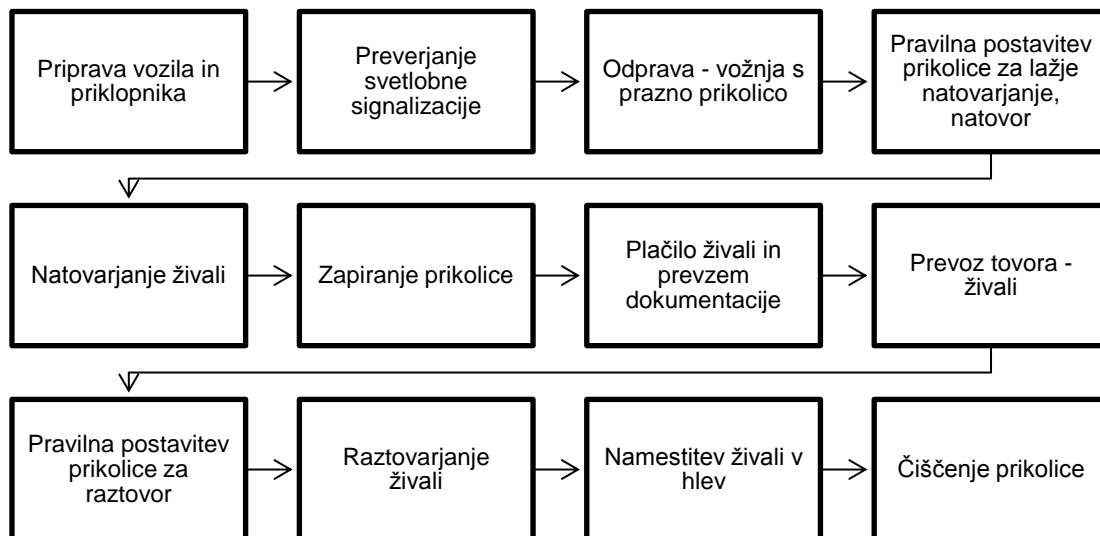 Priprava vozila in
priklopnika
Preverjanje
svetlobne
signalizacije
Odprava - vožnja s
prazno prikolico
Pravilna postavitev
prikolice za lažje
natovarjanje,
natovor
Natovarjanje živali
Zapiranje prikolice
Plačilo živali in
prevzem
dokumentacije
Prevoz tovora -
živali
Pravilna postavitev
prikolice za
raztovor
Raztovarjanje
živali
Namestitev živali v
hlev
Čiščenje prikolice